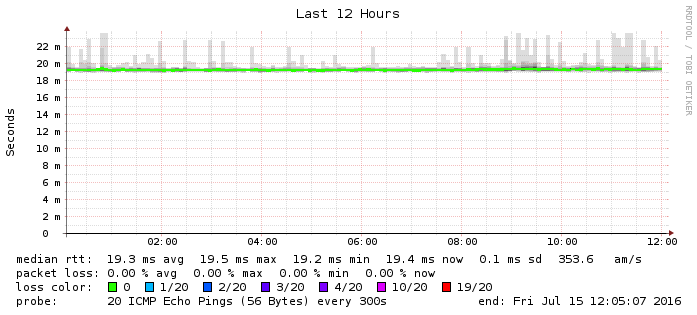 Last 12 Hours
RRDTOOL / TOBI OETIKER
Seconds
22 m
20 m
18 m
16 m
14 m
12 m
10 m
8 m
6 m
4 m
2 m
0
02:00 04:00 06:00 08:00 10:00 12:00
median rtt: 19.3 ms avg 19.5 ms max 19.2 ms min 19.4 ms now 0.1 ms sd 353.6 am/s
packet loss: 0.00 % avg 0.00 % max 0.00 % min 0.00 % now
loss color: 0 1/20 2/20 3/20 4/20 10/20 19/20
probe: 20 ICMP Echo Pings (56 Bytes) every 300s end: Fri Jul 15 12:05:07 2016